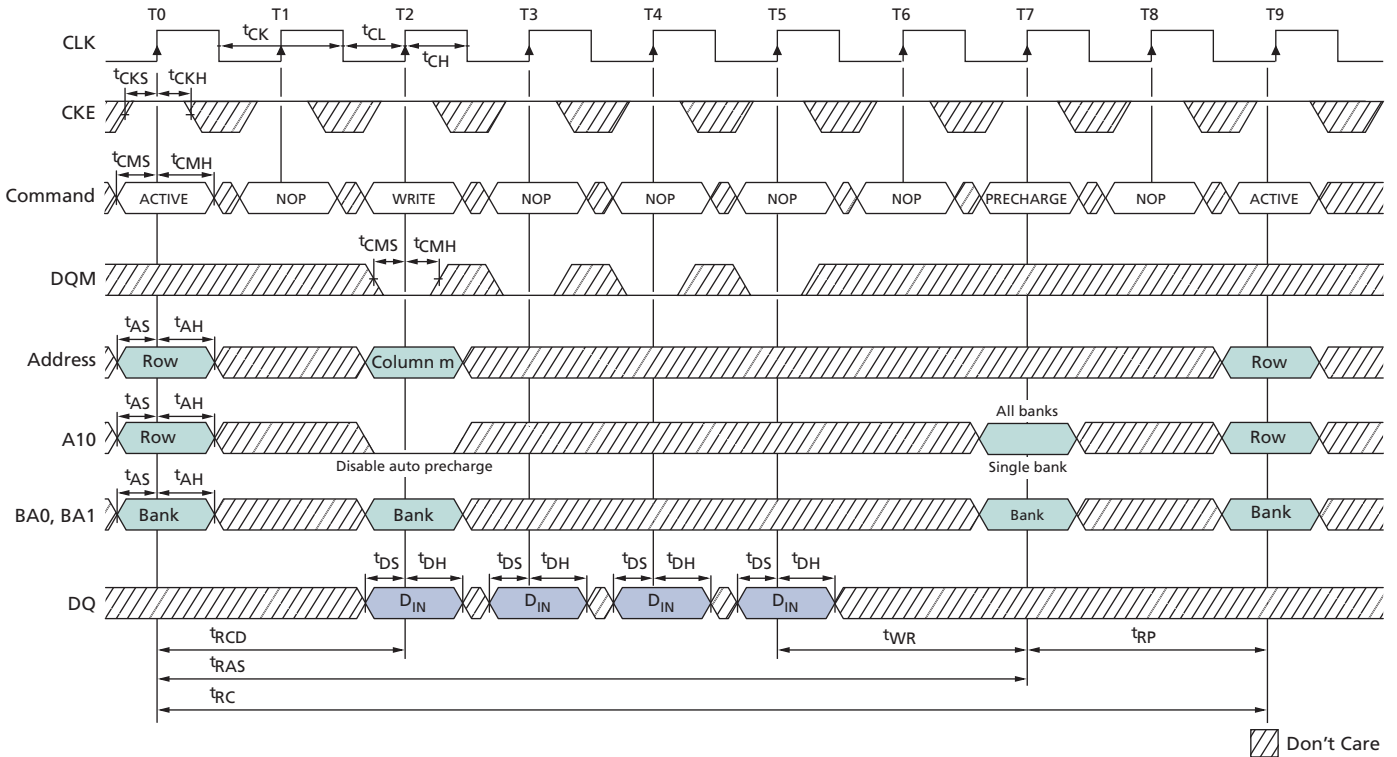 T0 T1 T2 T3 T4 T5 T6 T7 T8 T9
CLK
tCK tCL
tCH
tCKS tCKH
CKE
tCMS tCMH
Command ACTIVE NOP WRITE NOP NOP NOP NOP PRECHARGE NOP ACTIVE
tCMS tCMH
DQM
tAS tAH
Address Row Column m Row
tAS tAH
All banks
A10 Row Row
Disable auto precharge Single bank
tAS tAH
BA0, BA1 Bank Bank Bank Bank
tDS tDH tDS tDH tDS tDH tDS tDH
DQ DIN DIN DIN DIN
tRCD tWR tRP
tRAS
tRC
Don't Care